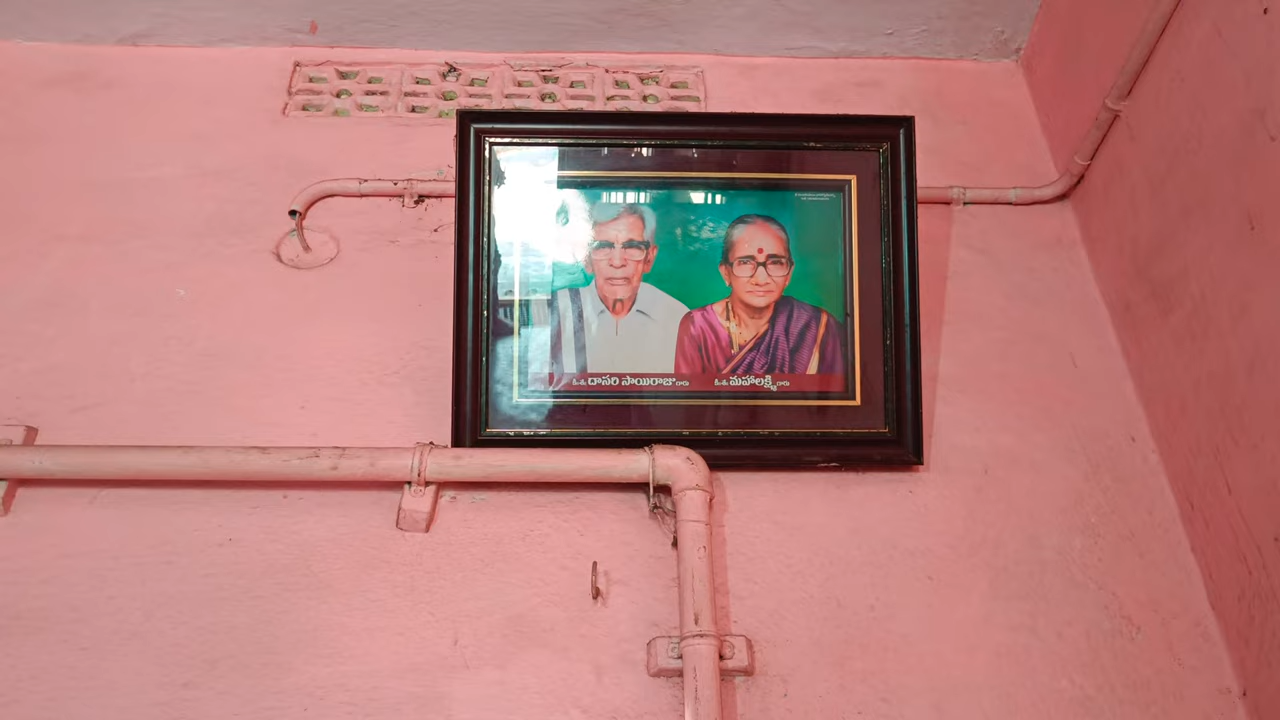 కీ.శే. దాసరి సాయిరాజు గారు కీ.శే. మహాలక్ష్మి గారు